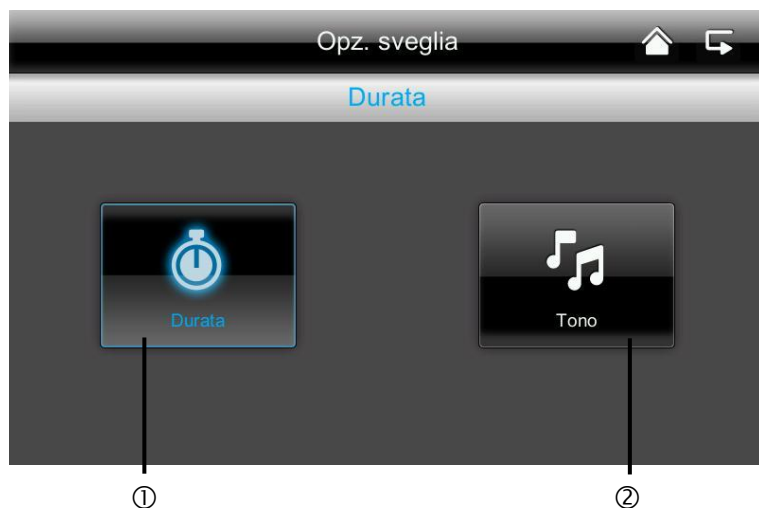 Opz. sveglia
Durata
Durata
Tono
① ②